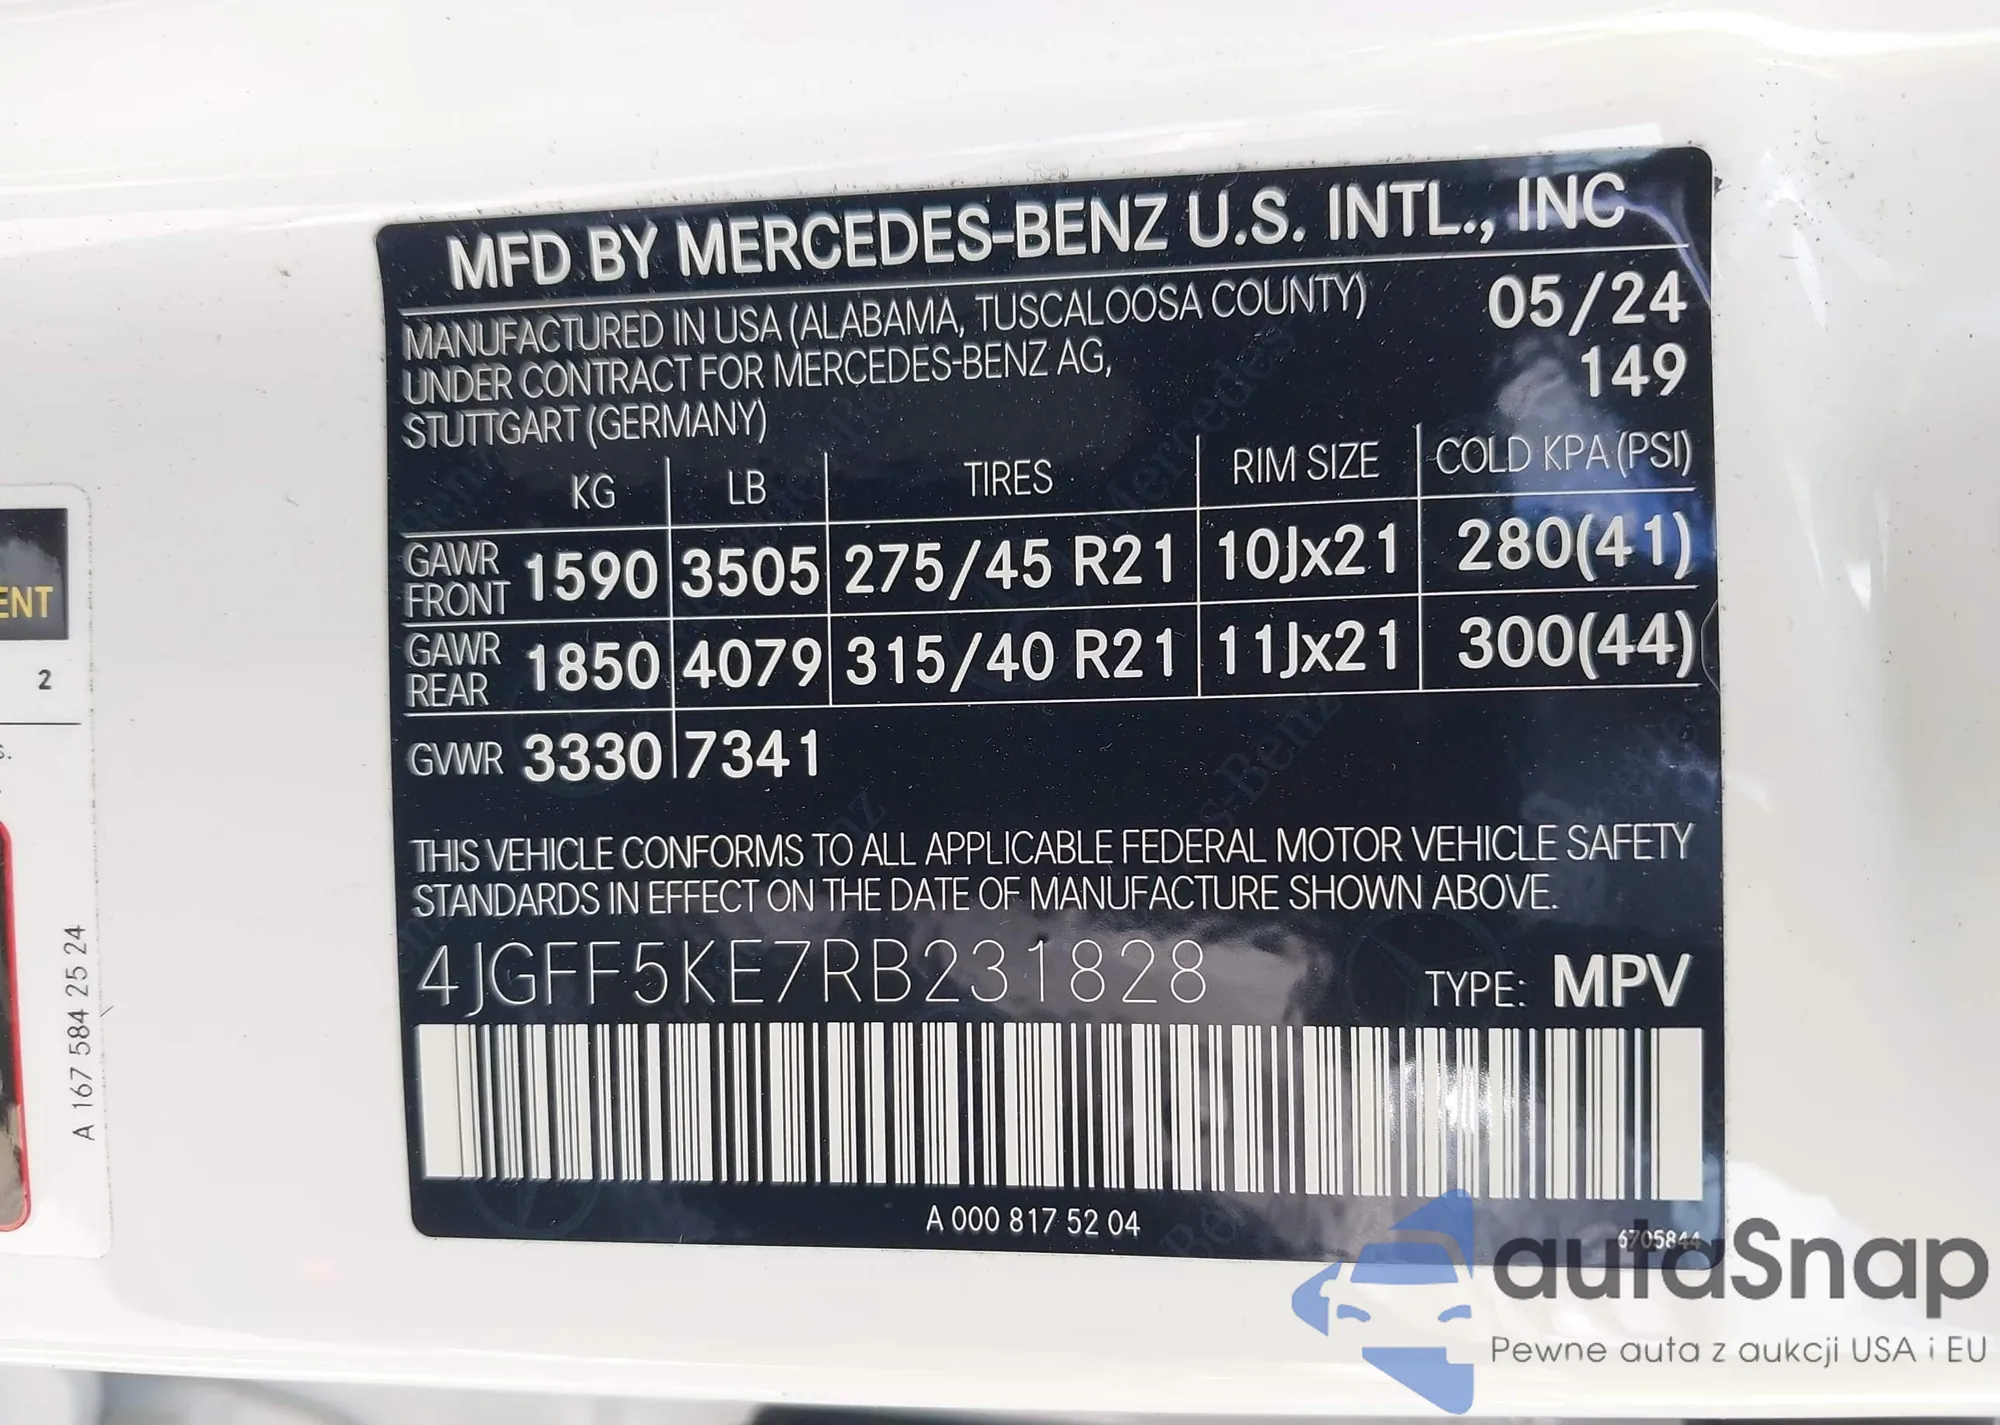 MFD BY MERCEDES-BENZ U.S. INTL., INC
MANUFACTURED IN USA (ALABAMA, TUSCALOOSA COUNTY) 05/24
UNDER CONTRACT FOR MERCEDES-BENZ AG, 149
STUTTGART (GERMANY)
KG LB TIRES RIM SIZE COLD KPA (PSI)
GAWR FRONT 1590 3505 275/45 R21 10Jx21 280(41)
GAWR REAR 1850 4079 315/40 R21 11Jx21 300(44)
GVWR 3330 7341
THIS VEHICLE CONFORMS TO ALL APPLICABLE FEDERAL MOTOR VEHICLE SAFETY
STANDARDS IN EFFECT ON THE DATE OF MANUFACTURE SHOWN ABOVE.
4JGFF5KE7RB231828 TYPE: MPV
A 000 817 52 04
6705844
ENT
2
s.
A 167 584 25 24
autaSnap
Pewne auta z aukcji USA i EU